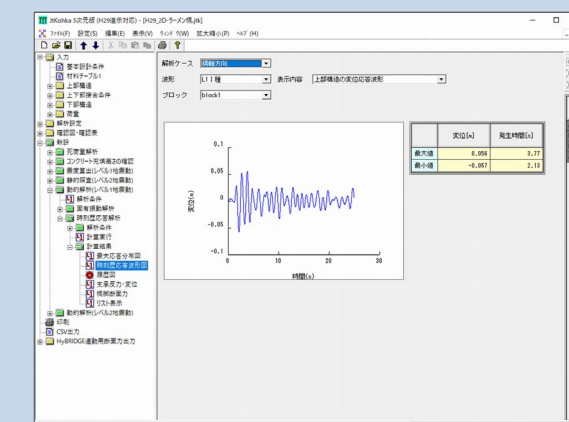 JtKohka 3次元版 (H29道示対応) - [H29_2D-ラーメン橋.jtk]
ファイル(F) 設定(S) 編集(E) 表示(V) ウィンドウ(W) 拡大縮小(P) ヘルプ(H)
入力
基本設計条件
材料テーブル1
上部構造
上下部接合条件
下部構造
荷重
解析設定
確認図・確認表
新設
死荷重解析
コンクリート充填高さの確認
震度算出(レベル1地震動)
静的照査(レベル2地震動)
動的解析(レベル1地震動)
解析条件
固有振動解析
時刻歴応答解析
解析条件
計算実行
計算結果
最大応答分布図
時刻歴応答波形図
履歴図
支承反力・変位
橋脚断面力
リスト表示
動的解析(レベル2地震動)
印刷
CSV出力
HyBRIDGE連動用断面力出力
解析ケース 橋軸方向
波形 L1Ⅰ種 表示内容 上部構造の変位応答波形
ブロック block1
変位(m)
0.1
0.05
0
-0.05
-0.1
0 10 20 30
時間(s)
変位[m] 発生時間[s]
最大値 0.056 3.77
最小値 -0.057 2.13